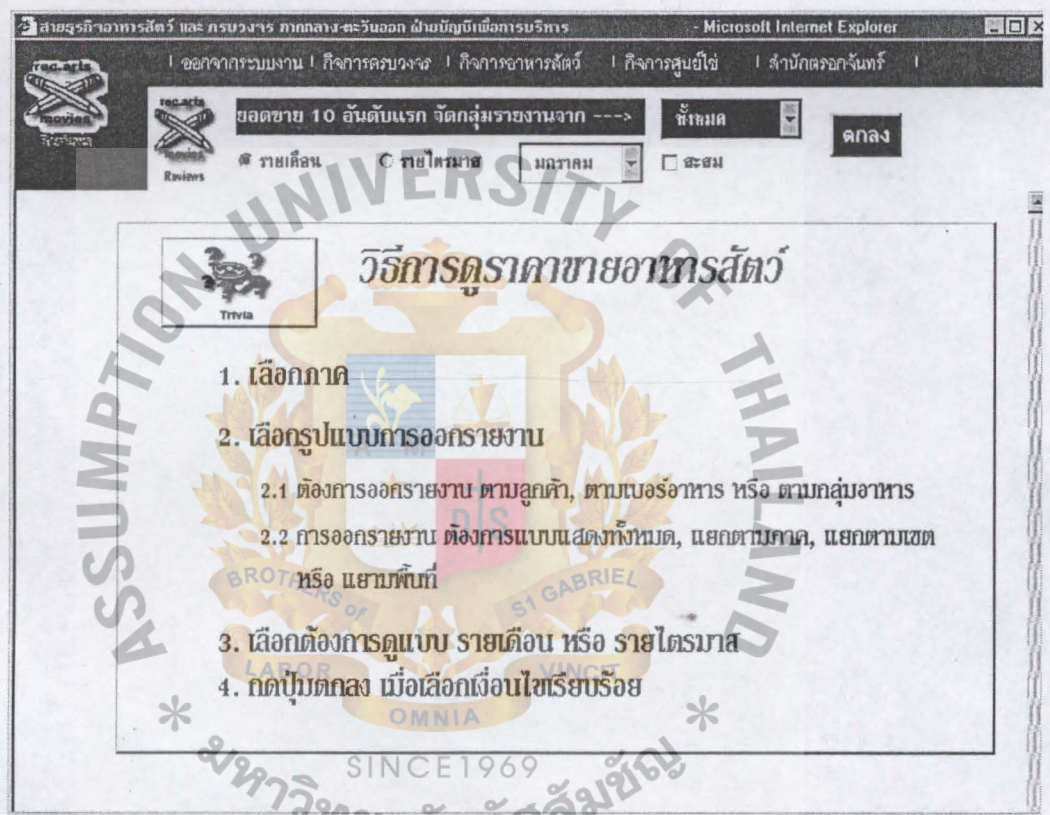 สายธุรกิจอาหารสัตว์ และ ครบวงจร ภาคกลาง-ตะวันออก ฝ่ายบัญชีเพื่อการบริหาร - Microsoft Internet Explorer
ออกจากระบบงาน | กิจการครบวงจร | กิจการอาหารสัตว์ | กิจการศูนย์ไข่ | สำนักตรอกจันทร์ |
rec.arts
movies
rec.arts
movies
Reviews
ยอดขาย 10 อันดับแรก จัดกลุ่มรายงานจาก --->
ทั้งหมด
ตกลง
รายเดือน
รายไตรมาส
มกราคม
สะสม
วิธีการดูราคาขายอาหารสัตว์
Trivia
1. เลือกภาค
2. เลือกรูปแบบการออกรายงาน
2.1 ต้องการออกรายงาน ตามลูกค้า, ตามเบอร์อาหาร หรือ ตามกลุ่มอาหาร
2.2 การออกรายงาน ต้องการแบบแสดงทั้งหมด, แยกตามภาค, แยกตามเขต
หรือ แยามพื้นที่
3. เลือกต้องการดูแบบ รายเดือน หรือ รายไตรมาส
4. กดปุ่มตกลง เมื่อเลือกเงื่อนไขเรียบร้อย
ASSUMPTION UNIVERSITY OF THAILAND
A M
D S
BROTHERS of ST GABRIEL
LABOR
VINCIT
OMNIA
SINCE 1969